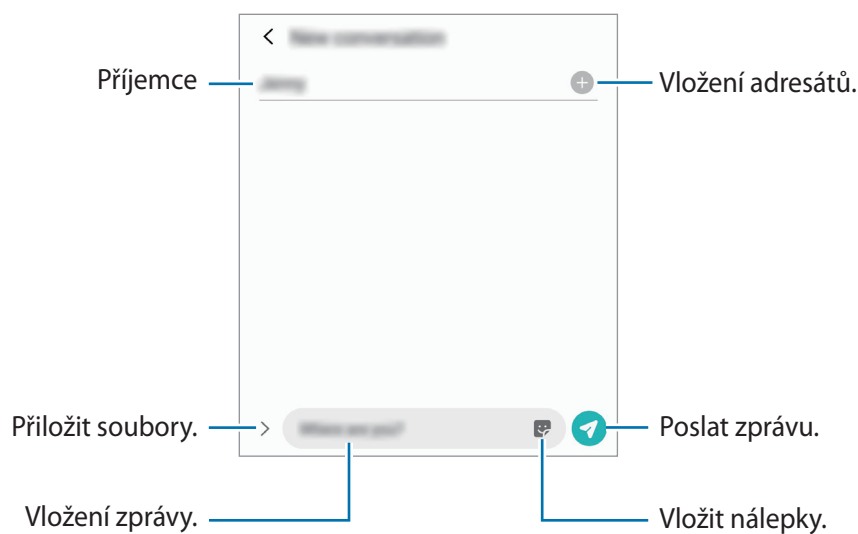 Příjemce
Vložení adresátů.
Přiložit soubory.
Poslat zprávu.
Vložení zprávy.
Vložit nálepky.